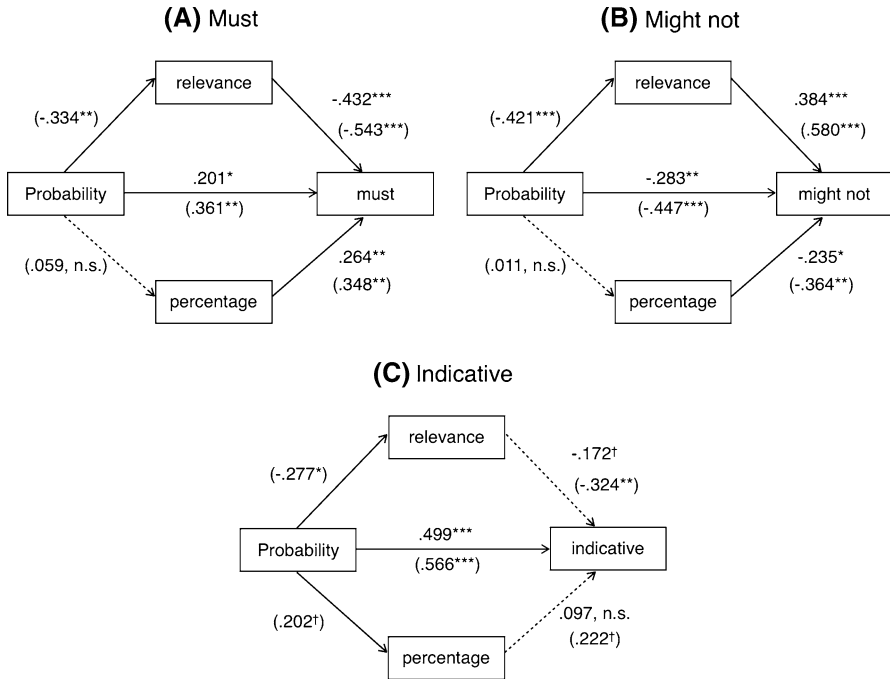 (A) Must
relevance
(-.334**)
-.432***
(-.543***)
Probability
.201*
(.361**)
must
(.059, n.s.)
.264**
(.348**)
percentage
(B) Might not
relevance
(-.421***)
.384***
(.580***)
Probability
-.283**
(-.447***)
might not
(.011, n.s.)
-.235*
(-.364**)
percentage
(C) Indicative
relevance
(-.277*)
-.172†
(-.324**)
Probability
.499***
(.566***)
indicative
(.202†)
.097, n.s.
(.222†)
percentage